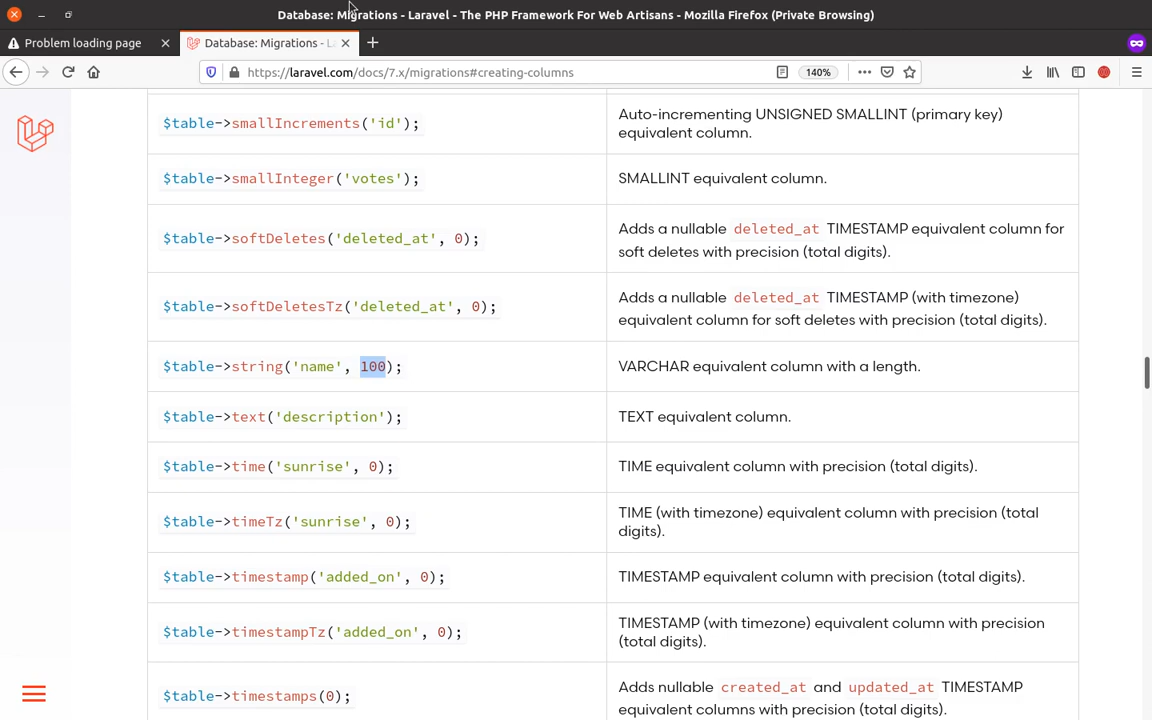 Database: Migrations - Laravel - The PHP Framework For Web Artisans - Mozilla Firefox (Private Browsing)
Problem loading page
Database: Migrations - La
https://laravel.com/docs/7.x/migrations#creating-columns
140%
$table->smallIncrements('id');
Auto-incrementing UNSIGNED SMALLINT (primary key)
equivalent column.
$table->smallInteger('votes');
SMALLINT equivalent column.
$table->softDeletes('deleted_at', 0);
Adds a nullable deleted_at TIMESTAMP equivalent column for
soft deletes with precision (total digits).
$table->softDeletesTz('deleted_at', 0);
Adds a nullable deleted_at TIMESTAMP (with timezone)
equivalent column for soft deletes with precision (total digits).
$table->string('name', 100);
VARCHAR equivalent column with a length.
$table->text('description');
TEXT equivalent column.
$table->time('sunrise', 0);
TIME equivalent column with precision (total digits).
$table->timeTz('sunrise', 0);
TIME (with timezone) equivalent column with precision (total
digits).
$table->timestamp('added_on', 0);
TIMESTAMP equivalent column with precision (total digits).
$table->timestampTz('added_on', 0);
TIMESTAMP (with timezone) equivalent column with precision
(total digits).
$table->timestamps(0);
Adds nullable created_at and updated_at TIMESTAMP
equivalent columns with precision (total digits).